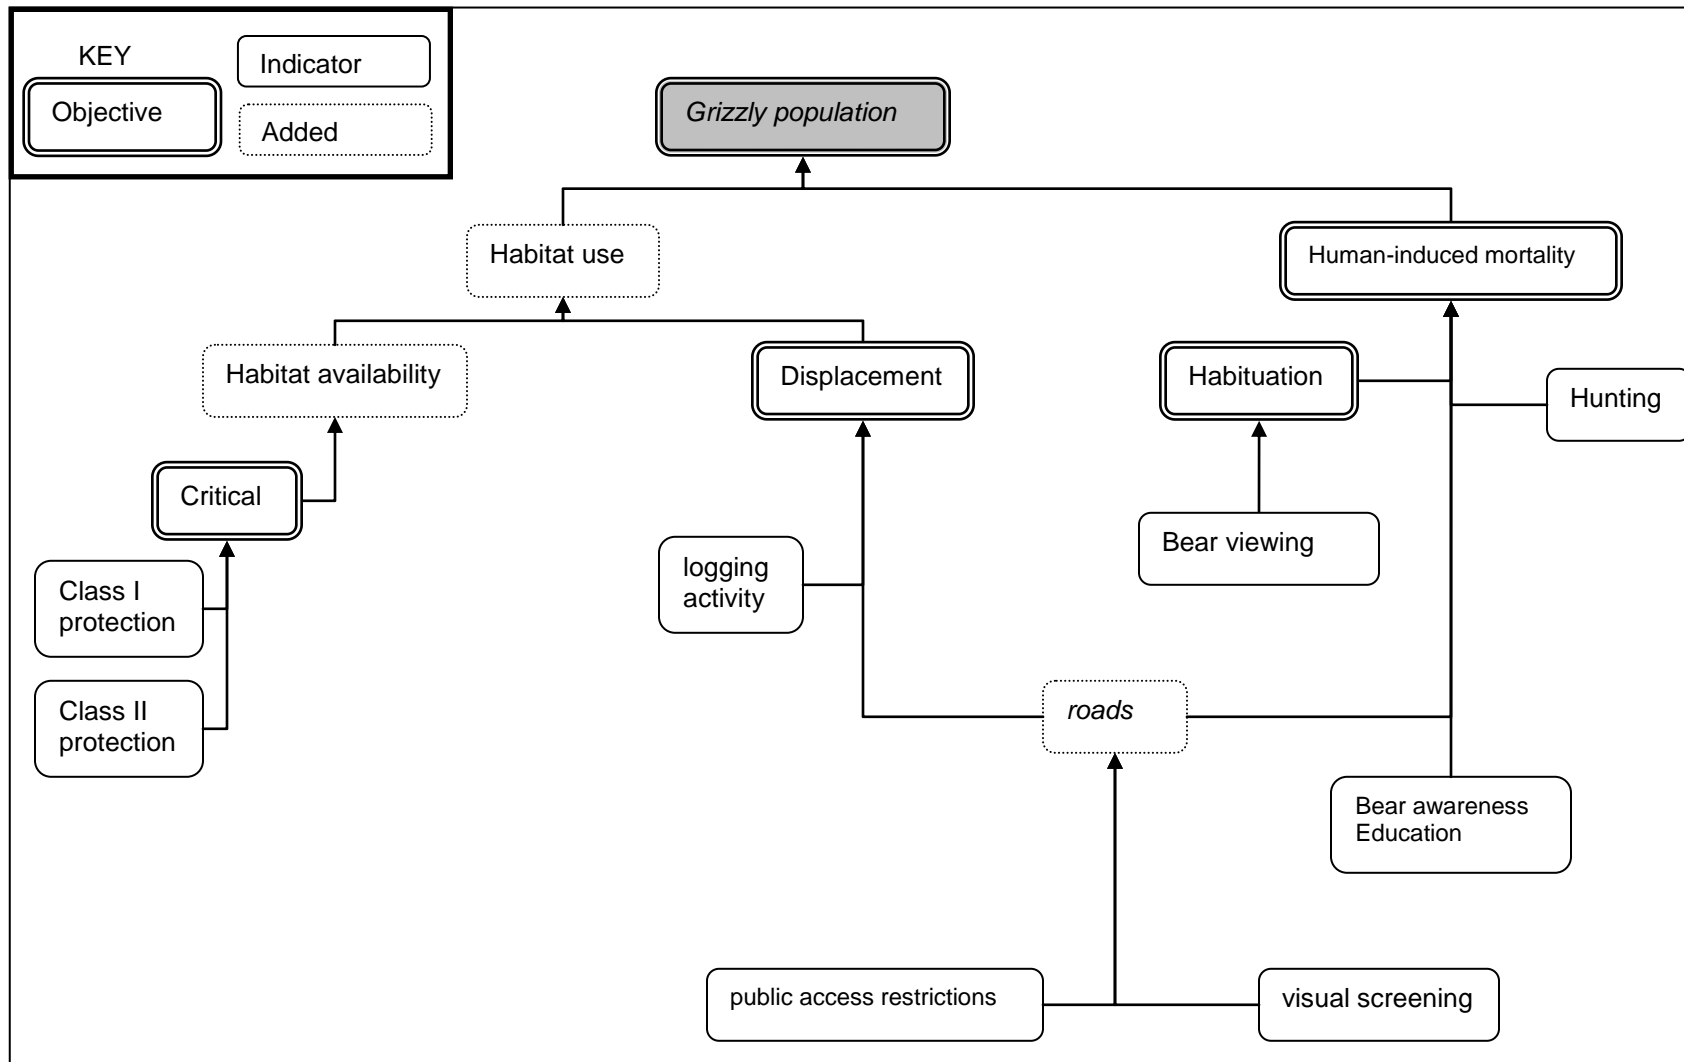 KEY
Indicator
Objective
Added
Grizzly population
Habitat use
Human-induced mortality
Habitat availability
Displacement
Habituation
Hunting
Critical
logging
activity
Bear viewing
Class I
protection
Class II
protection
roads
Bear awareness
Education
public access restrictions
visual screening